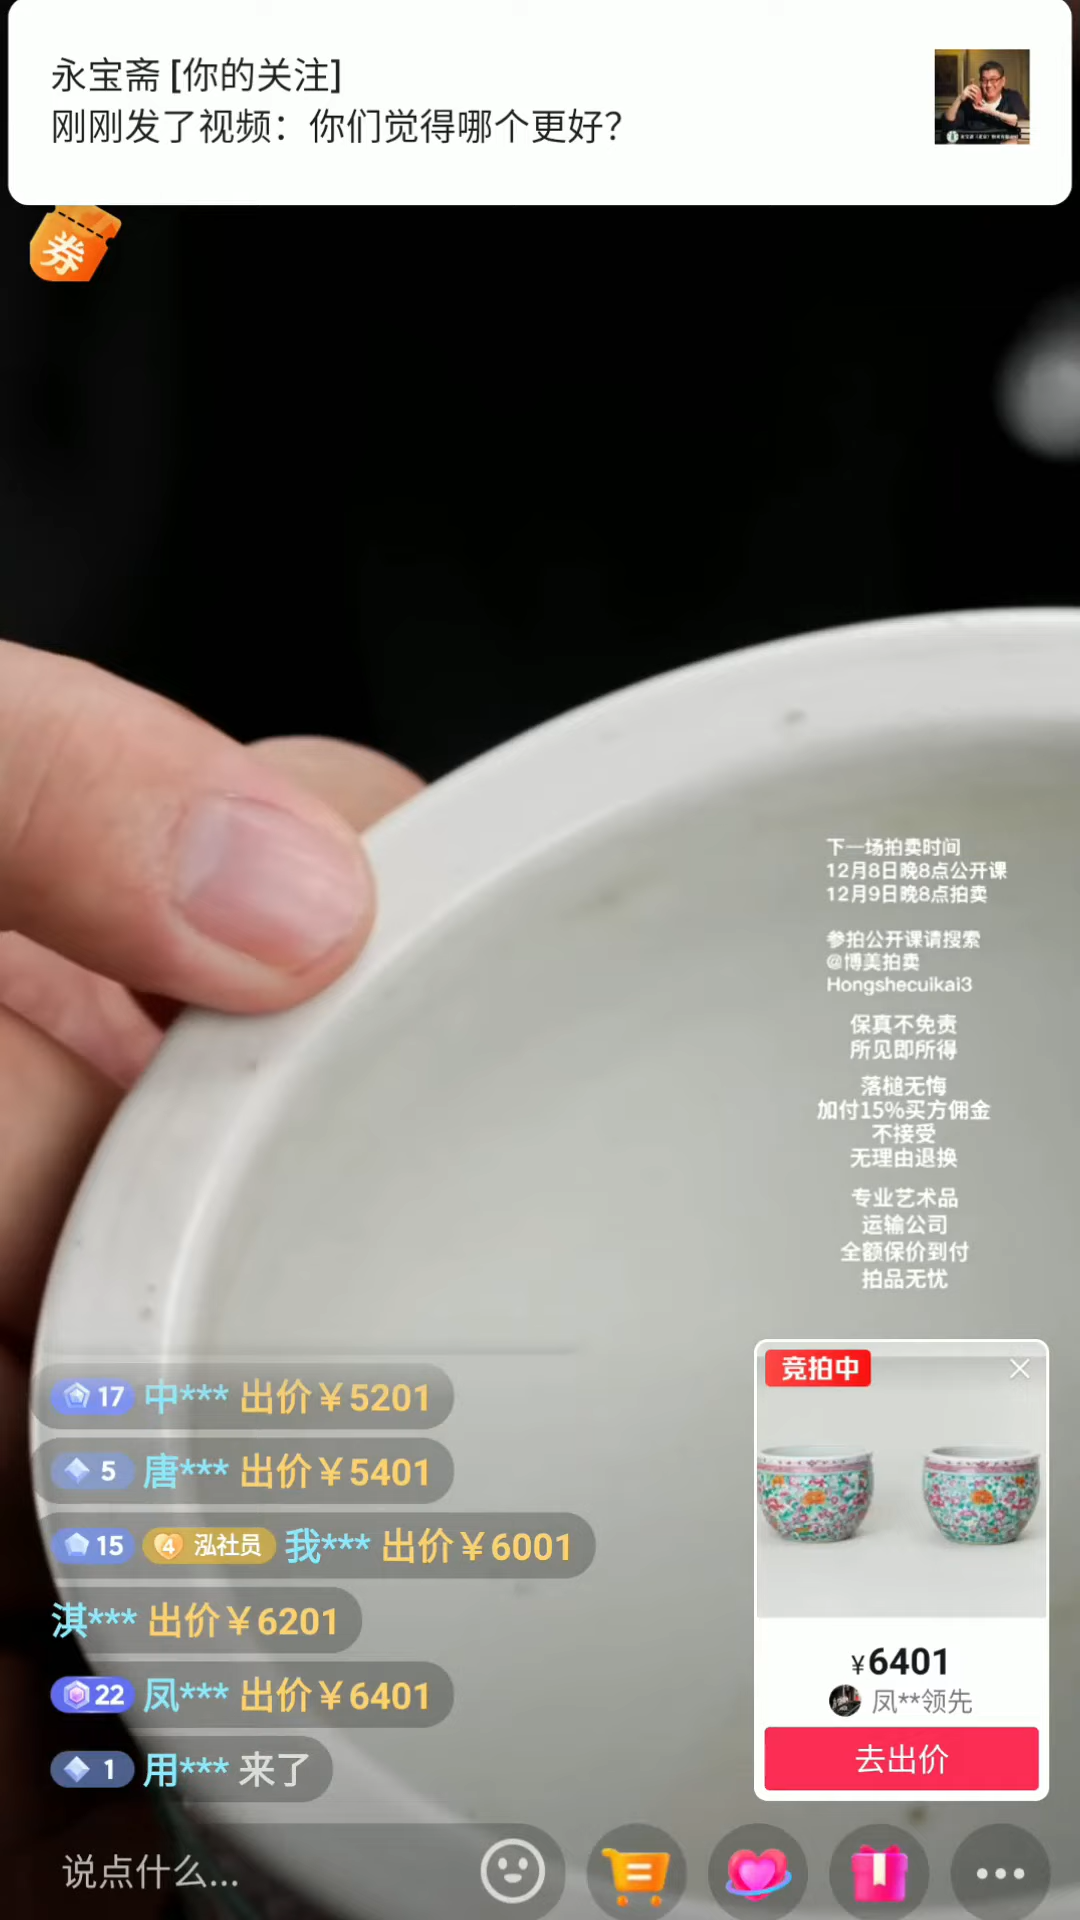 永宝斋 [你的关注]
刚刚发了视频：你们觉得哪个更好？
券
下一场拍卖时间
12月8日晚8点公开课
12月9日晚8点拍卖
参拍公开课请搜索
@博美拍卖
Hongshecuikai3
保真不免责
所见即所得
落槌无悔
加付15%买方佣金
不接受
无理由退换
专业艺术品
运输公司
全额保价到付
拍品无忧
17 中*** 出价￥5201
5 唐*** 出价￥5401
15 4 泓社员 我*** 出价￥6001
淇*** 出价￥6201
22 凤*** 出价￥6401
1 用*** 来了
竞拍中
¥6401
凤**领先
去出价
说点什么...